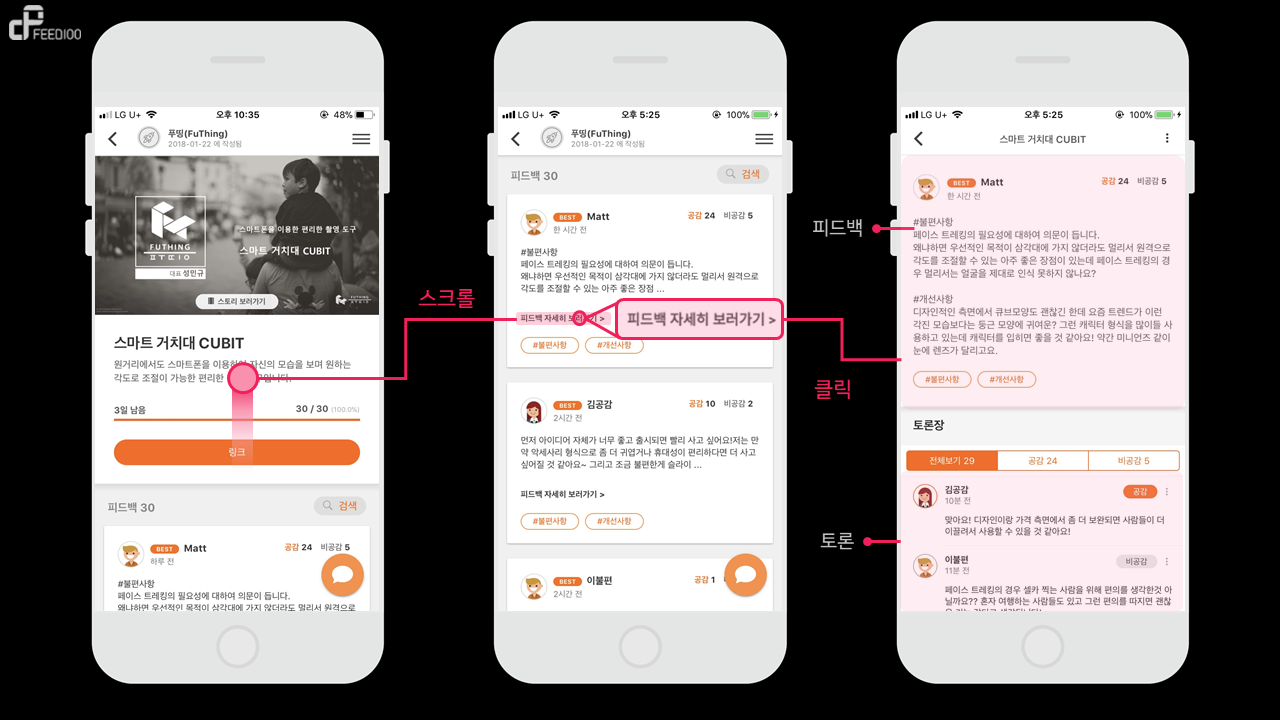 FEED100
LG U+
오후 10:35
48%
푸띵(FuThing)
2018-01-22 에 작성됨
FUTHING
대표 성민규
스마트폰을 이용한 편리한 촬영 도구
스마트 거치대 CUBIT
스토리 보러가기
FUTHING
스마트 거치대 CUBIT
원거리에서도 스마트폰을 자신의 모습을 보며 원하는
각도로 조절이 가능한 편리한
3일 남음
30 / 30 (100.0%)
링크
피드백 30
검색
BEST Matt
공감 24 비공감 5
하루 전
#불편사항
페이스 트레킹의 필요성에 대하여 의문이 듭니다.
왜냐하면 우선적인 목적이 삼각대에 가지 않더라도 멀리서 원격으로
스크롤
LG U+
오후 5:25
100%
푸띵(FuThing)
2018-01-22 에 작성됨
피드백 30
검색
BEST Matt
공감 24 비공감 5
한 시간 전
#불편사항
페이스 트레킹의 필요성에 대하여 의문이 듭니다.
왜냐하면 우선적인 목적이 삼각대에 가지 않더라도 멀리서 원격으로
각도를 조절할 수 있는 아주 좋은 장점 ...
피드백 자세히 보러가기 >
피드백 자세히 보러가기 >
#불편사항 #개선사항
BEST 김공감
공감 10 비공감 2
2시간 전
먼저 아이디어 자체가 너무 좋고 출시되면 빨리 사고 싶어요!저는 만
약 악세사리 형식으로 좀 더 귀엽거나 휴대성이 편리하다면 더 사고
싶어질 것 같아요~ 그리고 조금 불편한게 슬라이 ...
피드백 자세히 보러가기 >
#불편사항 #개선사항
BEST 이불편
공감 1
2시간 전
클릭
피드백
토론
LG U+
오후 5:25
100%
스마트 거치대 CUBIT
BEST Matt
공감 24 비공감 5
한 시간 전
#불편사항
페이스 트레킹의 필요성에 대하여 의문이 듭니다.
왜냐하면 우선적인 목적이 삼각대에 가지 않더라도 멀리서 원격으로
각도를 조절할 수 있는 아주 좋은 장점이 있는데 페이스 트레킹의 경
우 멀리서는 얼굴을 제대로 인식 못하지 않나요?
#개선사항
디자인적인 측면에서 큐브모양도 괜찮긴 한데 요즘 트렌드가 이런
각진 모습보다는 둥근 모양에 귀여운? 그런 캐릭터 형식을 많이들 사
용하고 있는데 캐릭터를 입히면 좋을 것 같아요! 약간 미니언즈 같이
눈에 렌즈가 달리고요.
#불편사항 #개선사항
토론장
전체보기 29
공감 24
비공감 5
김공감
공감
10분 전
맞아요! 디자인이랑 가격 측면에서 좀 더 보완되면 사람들이 더
이끌려서 사용할 수 있을 것 같아요!
이불편
비공감
11분 전
페이스 트레킹의 경우 셀카 찍는 사람을 위해 편의를 생각한것 아
닐까요?? 혼자 여행하는 사람들도 있고 그런 편의를 따지면 괜찮